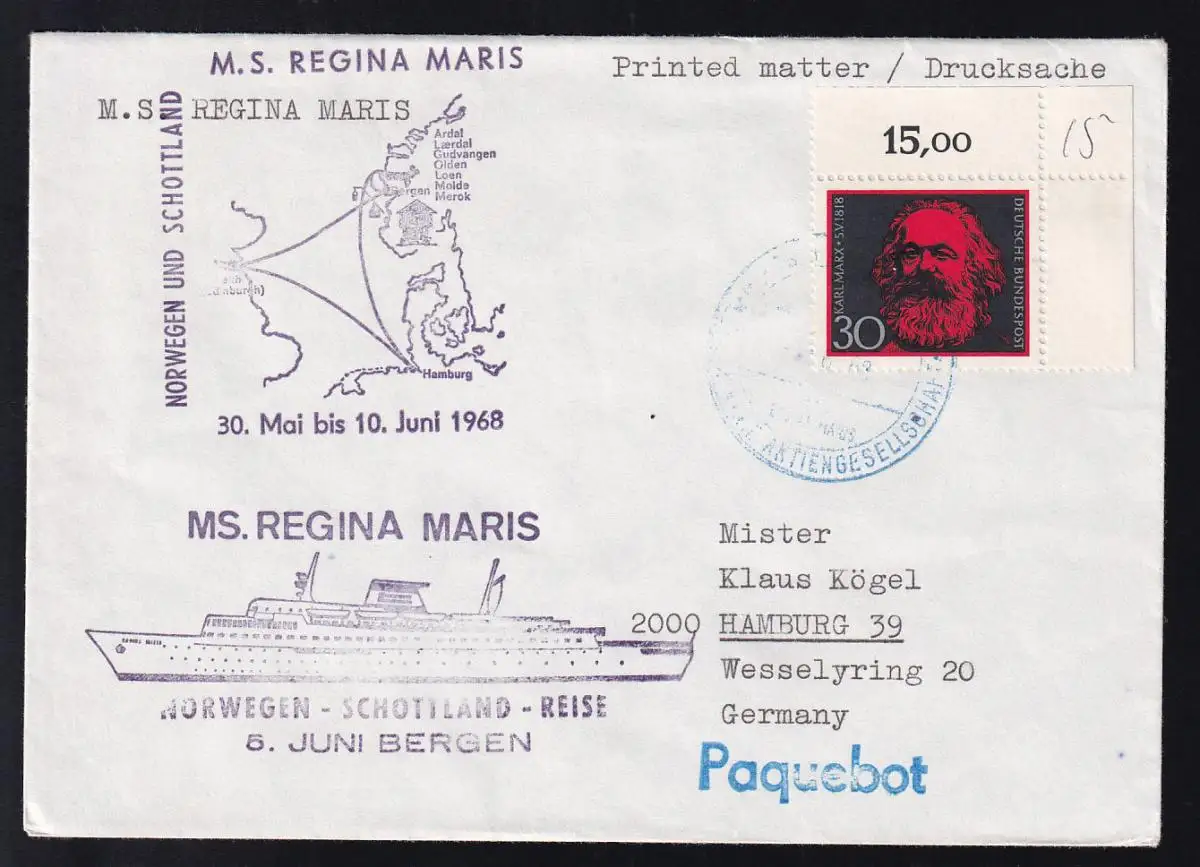 M.S. REGINA MARIS
Printed matter / Drucksache
M.S. REGINA MARIS
NORWEGEN UND SCHOTTLAND
Ardal
Lærdal
Gudvangen
Olden
Loen
Molde
Merok
Bergen
Hamburg
30. Mai bis 10. Juni 1968
15,00
15
KARL MARX • 5.V.1818
DEUTSCHE BUNDESPOST
30
AKTIENGESELLSCHAFT
MS. REGINA MARIS
NORWEGEN - SCHOTTLAND - REISE
6. JUNI BERGEN
Mister
Klaus Kögel
2000 HAMBURG 39
Wesselyring 20
Germany
Paquebot